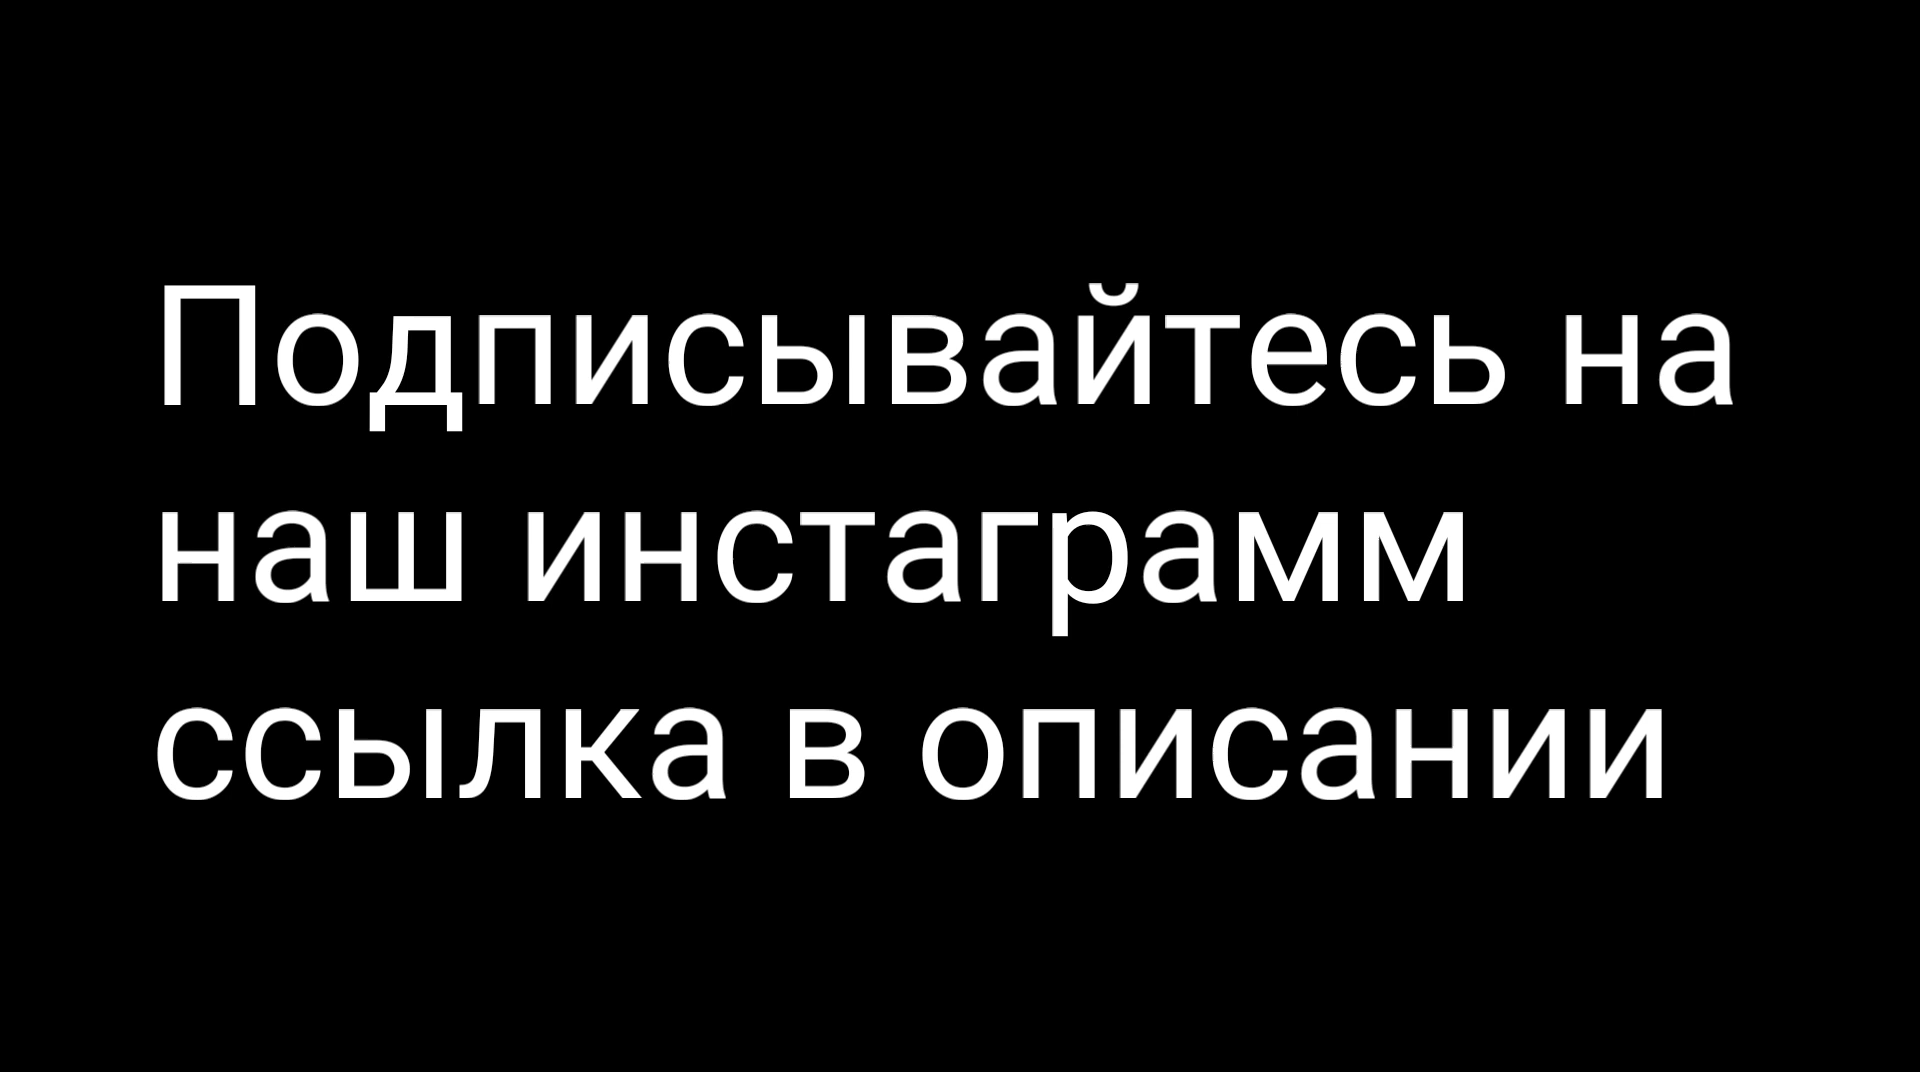 Подписывайтесь на
наш инстаграмм
ссылка в описании